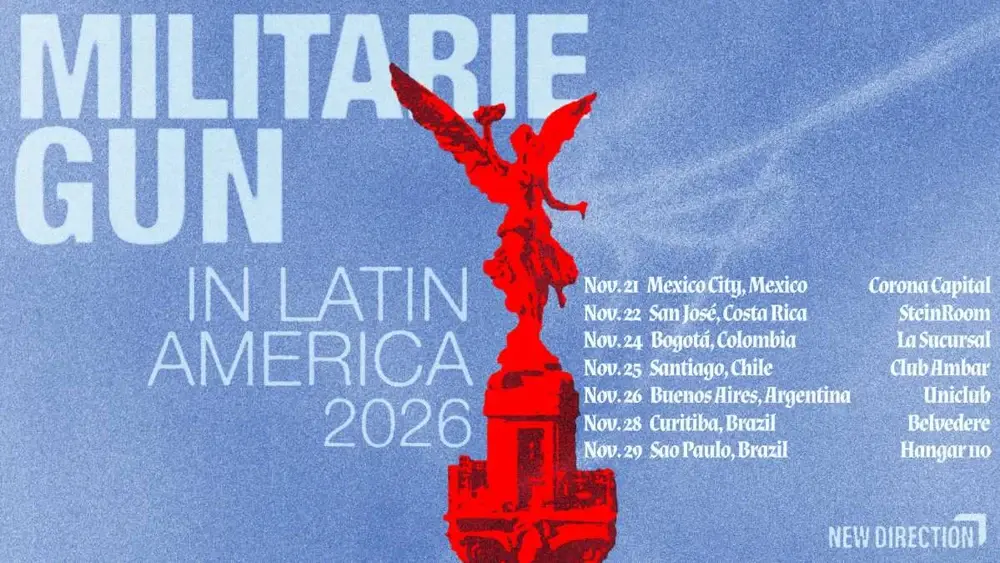 MILITARIE
GUN
IN LATIN
AMERICA
2026
Nov. 21 Mexico City, Mexico Corona Capital
Nov. 22 San José, Costa Rica SteinRoom
Nov. 24 Bogotá, Colombia La Sucursal
Nov. 25 Santiago, Chile Club Ambar
Nov. 26 Buenos Aires, Argentina Uniclub
Nov. 28 Curitiba, Brazil Belvedere
Nov. 29 Sao Paulo, Brazil Hangar 110
NEW DIRECTION